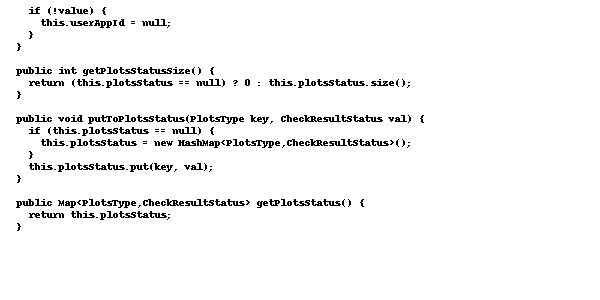 if (!value) {
this.userAppId = null;
}
}
public int getPlotsStatusSize() {
return (this.plotsStatus == null) ? 0 : this.plotsStatus.size();
}
public void putToPlotsStatus(PlotsType key, CheckResultStatus val) {
if (this.plotsStatus == null) {
this.plotsStatus = new HashMap<PlotsType,CheckResultStatus>();
}
this.plotsStatus.put(key, val);
}
public Map<PlotsType,CheckResultStatus> getPlotsStatus() {
return this.plotsStatus;
}